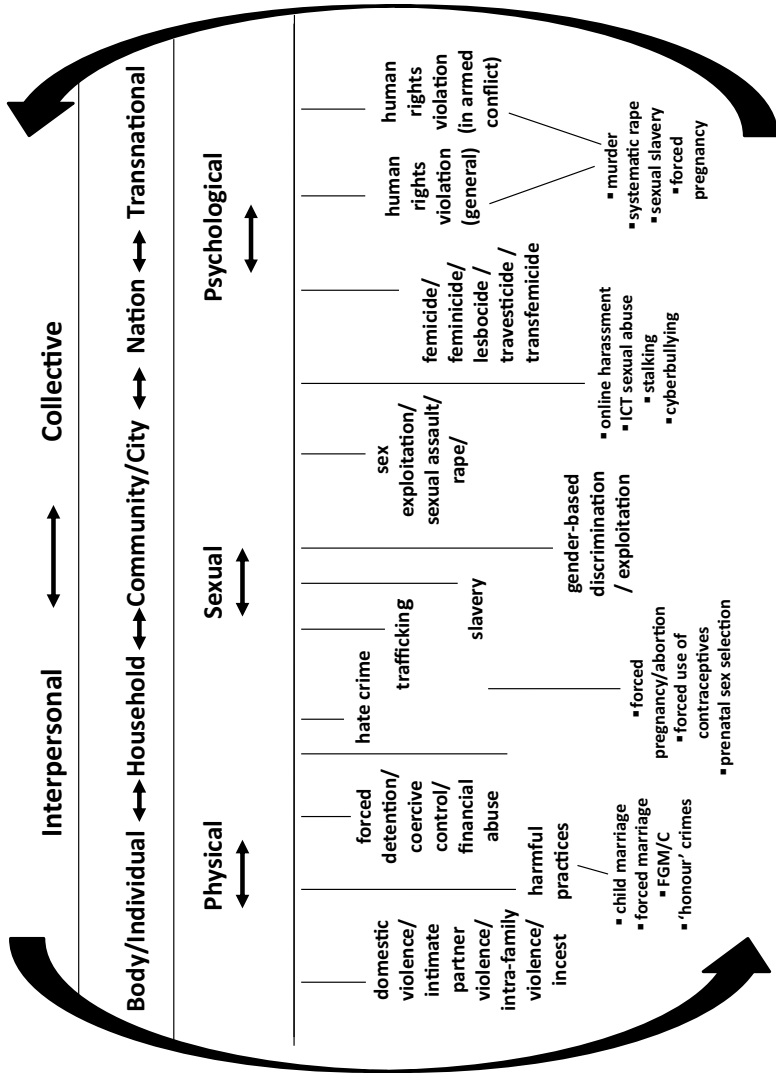 Interpersonal
Collective
Body/Individual
Household
Community/City
Nation
Transnational
Physical
Sexual
Psychological
domestic
violence/
intimate
partner
violence/
intra-family
violence/
incest
harmful
practices
▪ child marriage
▪ forced marriage
▪ FGM/C
▪ ‘honour’ crimes
forced
detention/
coercive
control/
financial
abuse
hate crime
▪ forced
pregnancy/abortion
▪ forced use of
contraceptives
▪ prenatal sex selection
trafficking
slavery
gender-based
discrimination
/ exploitation
sex
exploitation/
sexual assault/
rape/
▪ online harassment
▪ ICT sexual abuse
▪ stalking
▪ cyberbullying
femicide/
feminicide/
lesbocide /
travesticide /
transfemicide
human
rights
violation
(general)
human
rights
violation
(in armed
conflict)
▪ murder
▪ systematic rape
▪ sexual slavery
▪ forced
pregnancy